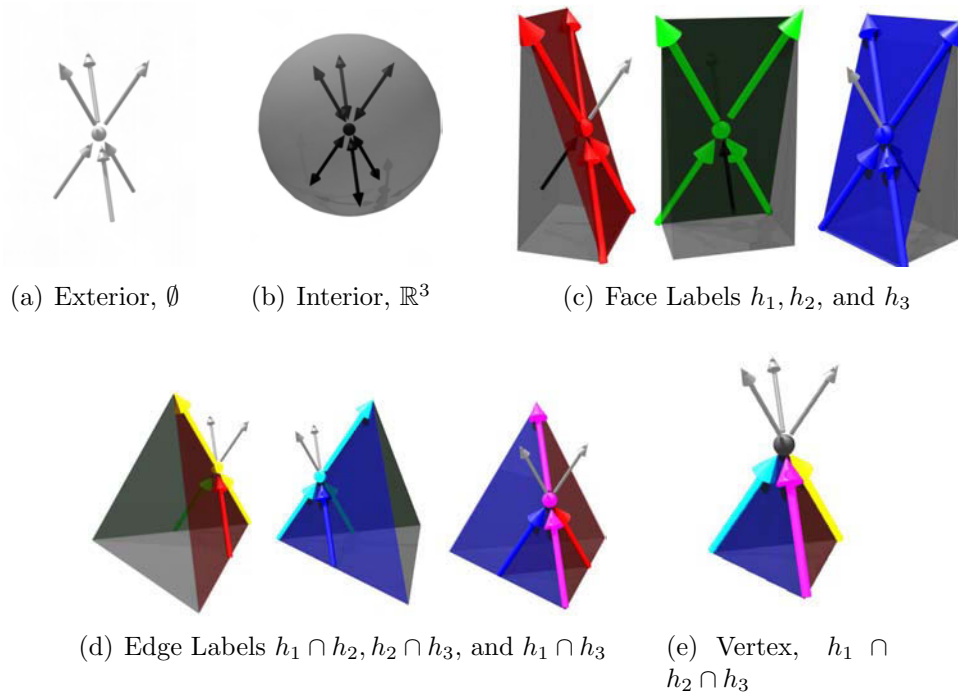 (a) Exterior, ∅
(b) Interior, ℝ³
(c) Face Labels h₁, h₂, and h₃
(d) Edge Labels h₁ ∩ h₂, h₂ ∩ h₃, and h₁ ∩ h₃
(e) Vertex, h₁ ∩
h₂ ∩ h₃